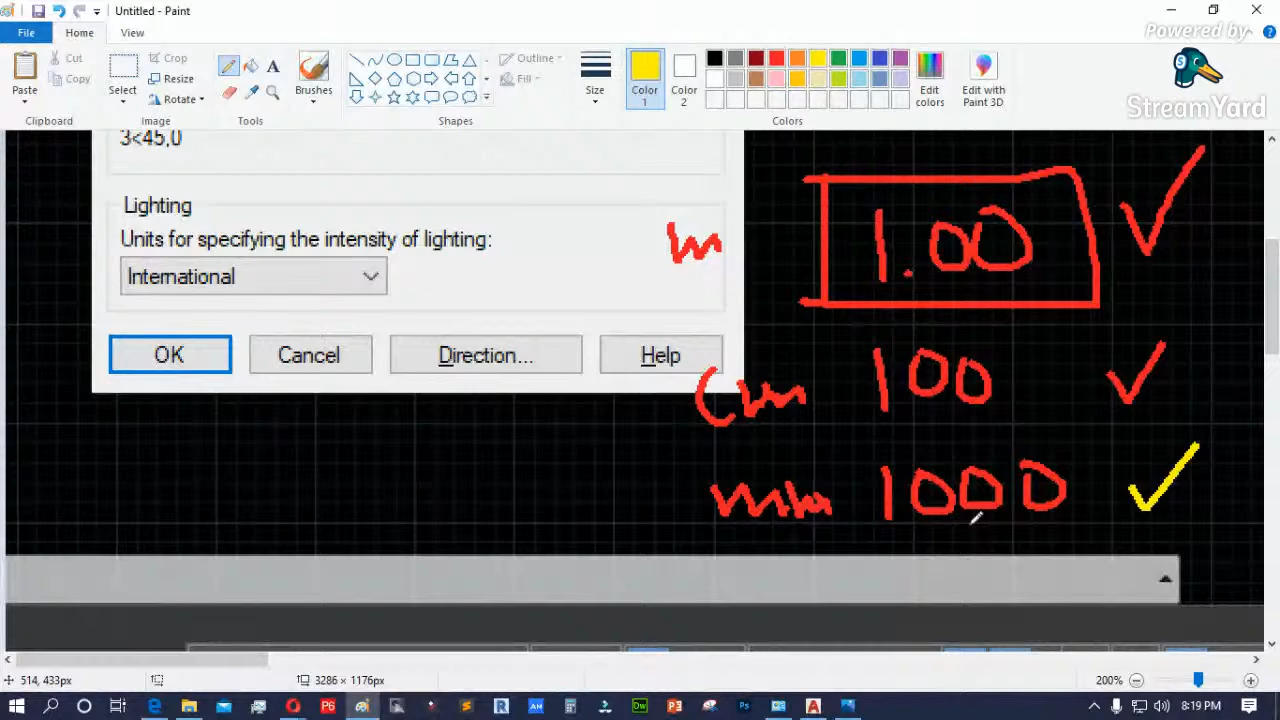 Untitled - Paint
Powered by
File Home View
Paste
Cut
Copy
Clipboard
Select
Crop
Resize
Rotate
Image
Tools
Brushes
Shapes
Outline
Fill
Size
Color 1
Color 2
Colors
Edit colors
Edit with Paint 3D
StreamYard
3<45,0
Lighting
Units for specifying the intensity of lighting:
International
OK Cancel Direction... Help
m 1.00
Cm 100
mm 1000
514, 433px
3286 × 1176px
200%
8:19 PM